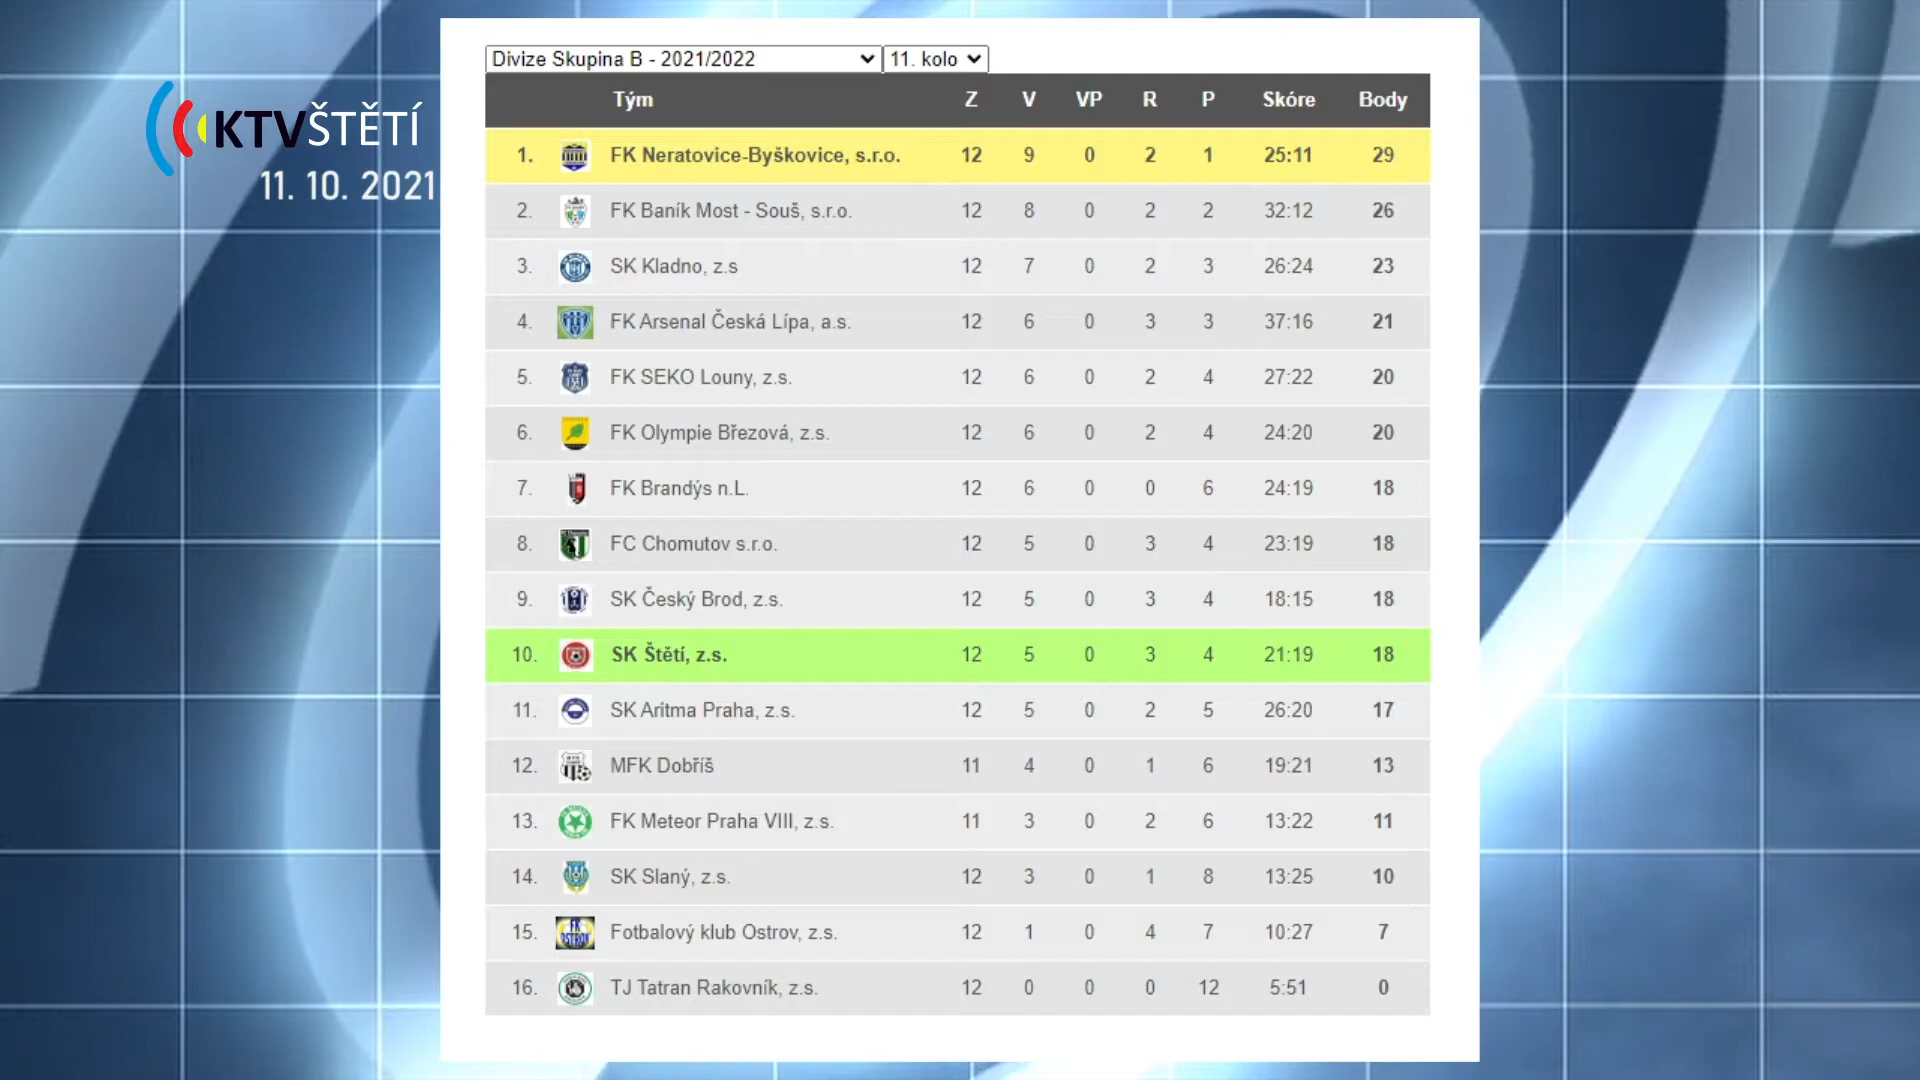 KTVŠTĚTÍ
11. 10. 2021
Divize Skupina B - 2021/2022 11. kolo
Tým Z V VP R P Skóre Body
1. FK Neratovice-Byškovice, s.r.o. 12 9 0 2 1 25:11 29
2. FK Baník Most - Souš, s.r.o. 12 8 0 2 2 32:12 26
3. SK Kladno, z.s 12 7 0 2 3 26:24 23
4. FK Arsenal Česká Lípa, a.s. 12 6 0 3 3 37:16 21
5. FK SEKO Louny, z.s. 12 6 0 2 4 27:22 20
6. FK Olympie Březová, z.s. 12 6 0 2 4 24:20 20
7. FK Brandýs n.L. 12 6 0 0 6 24:19 18
8. FC Chomutov s.r.o. 12 5 0 3 4 23:19 18
9. SK Český Brod, z.s. 12 5 0 3 4 18:15 18
10. SK Štětí, z.s. 12 5 0 3 4 21:19 18
11. SK Aritma Praha, z.s. 12 5 0 2 5 26:20 17
12. MFK Dobříš 11 4 0 1 6 19:21 13
13. FK Meteor Praha VIII, z.s. 11 3 0 2 6 13:22 11
14. SK Slaný, z.s. 12 3 0 1 8 13:25 10
15. FK OSTROV Fotbalový klub Ostrov, z.s. 12 1 0 4 7 10:27 7
16. TJ Tatran Rakovník, z.s. 12 0 0 0 12 5:51 0